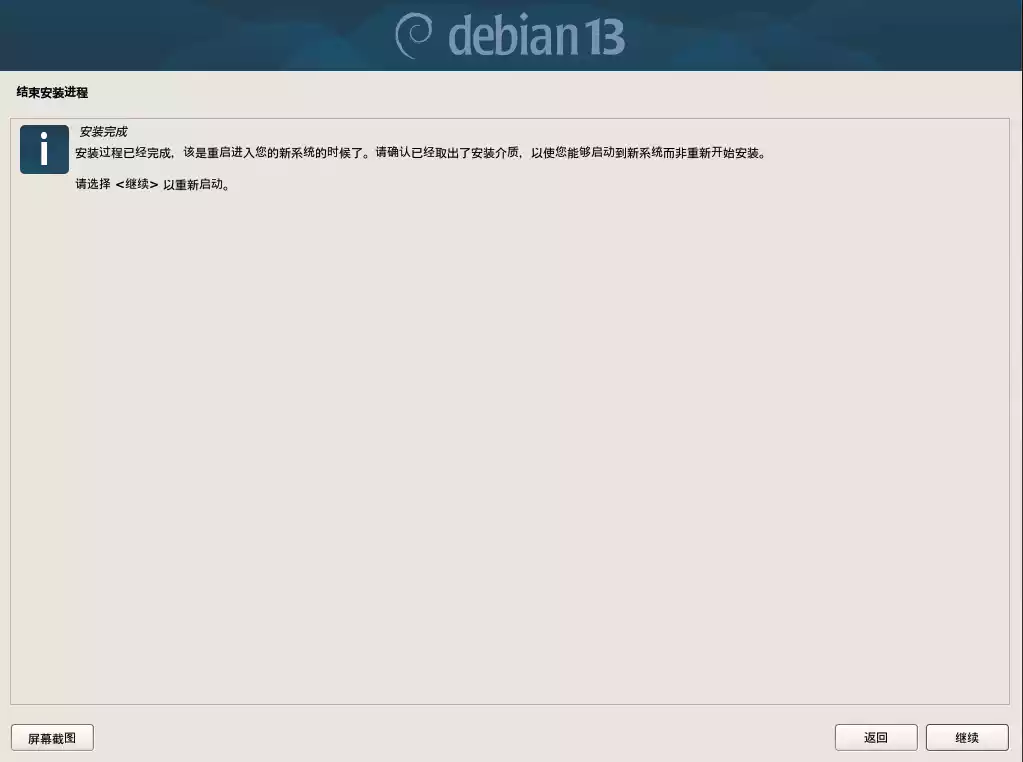 debian 13
结束安装进程
安装完成
安装过程已经完成，该是重启进入您的新系统的时候了。请确认已经取出了安装介质，以使您能够启动到新系统而非重新开始安装。
请选择 <继续> 以重新启动。
屏幕截图
返回
继续